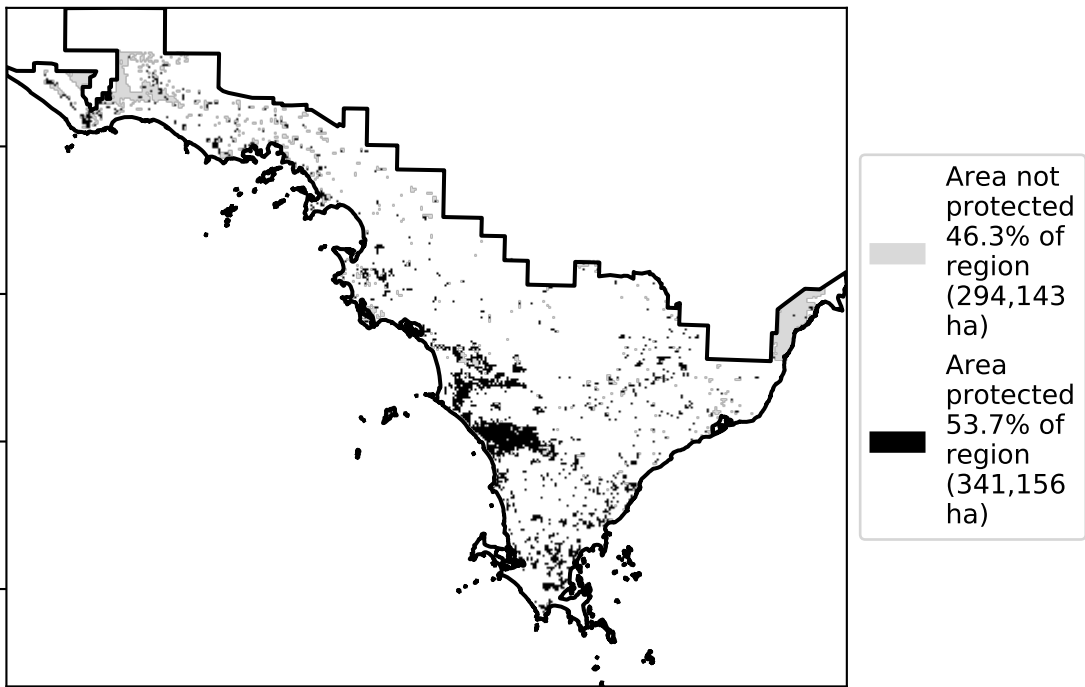 Area not
protected
46.3% of
region
(294,143
ha)
Area
protected
53.7% of
region
(341,156
ha)